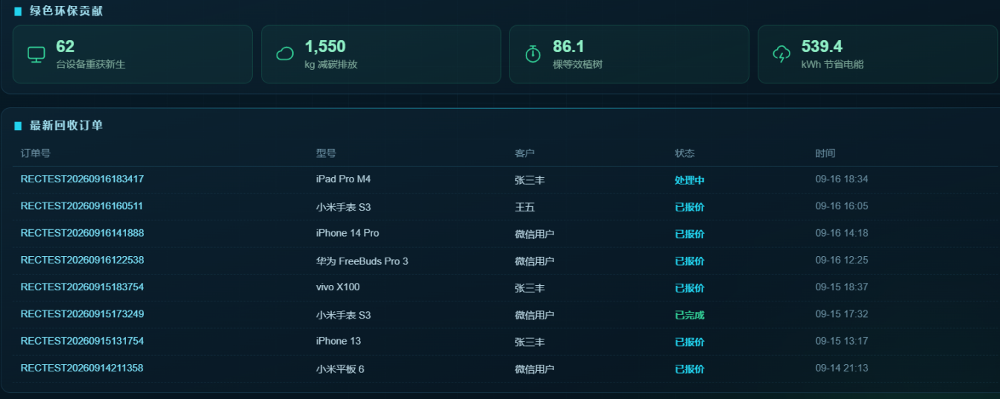 绿色环保贡献
62
台设备重获新生
1,550
kg 减碳排放
86.1
棵等效植树
539.4
kWh 节省电能
最新回收订单
订单号 型号 客户 状态 时间
RECTEST20260916183417 iPad Pro M4 张三丰 处理中 09-16 18:34
RECTEST20260916160511 小米手表 S3 王五 已报价 09-16 16:05
RECTEST20260916141888 iPhone 14 Pro 微信用户 已报价 09-16 14:18
RECTEST20260916122538 华为 FreeBuds Pro 3 微信用户 已报价 09-16 12:25
RECTEST20260915183754 vivo X100 张三丰 已报价 09-15 18:37
RECTEST20260915173249 小米手表 S3 微信用户 已完成 09-15 17:32
RECTEST20260915131754 iPhone 13 张三丰 已报价 09-15 13:17
RECTEST20260914211358 小米平板 6 微信用户 已报价 09-14 21:13